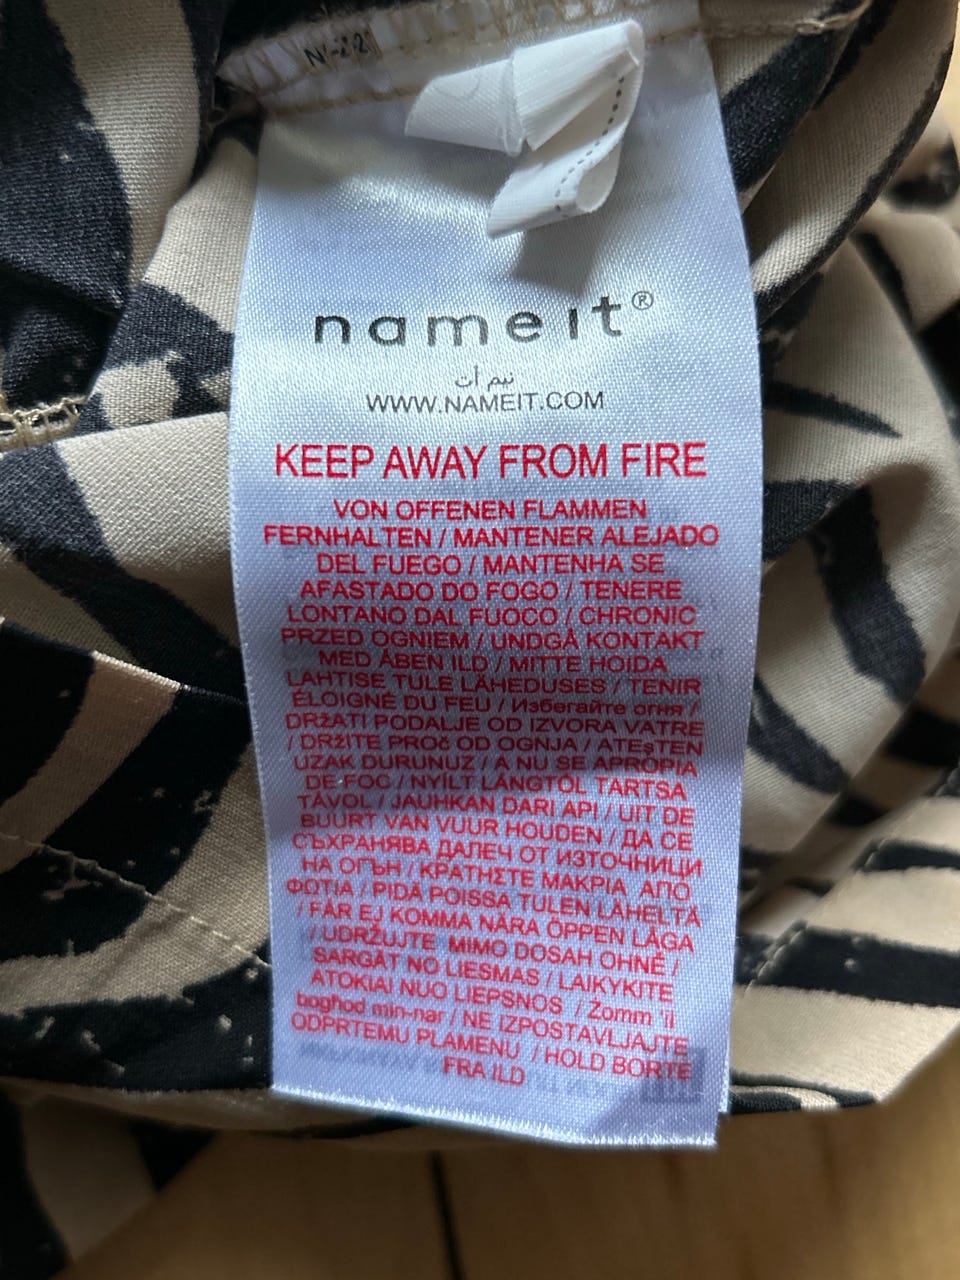 name it®
نیم ات
WWW.NAMEIT.COM
KEEP AWAY FROM FIRE
VON OFFENEN FLAMMEN
FERNHALTEN / MANTENER ALEJADO
DEL FUEGO / MANTENHA SE
AFASTADO DO FOGO / TENERE
LONTANO DAL FUOCO / CHRONIC
PRZED OGNIEM / UNDGÅ KONTAKT
MED ÅBEN ILD / MITTE HOIDA
LAHTISE TULE LÄHEDUSES / TENIR
ÉLOIGNÉ DU FEU / Избегайте огня /
DRžATI PODALJE OD IZVORA VATRE
/ DRžITE PROč OD OGNJA / ATEşTEN
UZAK DURUNUZ / A NU SE APROPIA
DE FOC / NYÍLT LÁNGTÓL TARTSA
TÁVOL / JAUHKAN DARI API / UIT DE
BUURT VAN VUUR HOUDEN / ДА СЕ
СЪХРАНЯВА ДАЛЕЧ ОТ ИЗТОЧНИЦИ
НА ОГЪН / ΚΡΑΤΗΣΤΕ ΜΑΚΡΙΑ ΑΠΟ
ΦΩΤΙΑ / PIDÄ POISSA TULEN LÄHELTÄ
/ FÅR EJ KOMMA NÄRA ÖPPEN LÅGA
/ UDRŽUJTE MIMO DOSAH OHNĚ /
SARGĀT NO LIESMAS / LAIKYKITE
ATOKIAI NUO LIEPSNOS / Żomm 'il
bogħod min-nar / NE IZPOSTAVLJAJTE
ODPRTEMU PLAMENU / HOLD BORTE
FRA ILD